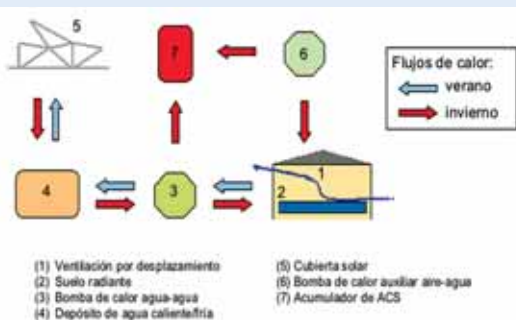 5
7
6
Flujos de calor:
verano
invierno
4
3
1
2
(1) Ventilación por desplazamiento
(2) Suelo radiante
(3) Bomba de calor agua-agua
(4) Depósito de agua caliente/fría
(5) Cubierta solar
(6) Bomba de calor auxiliar aire-agua
(7) Acumulador de ACS